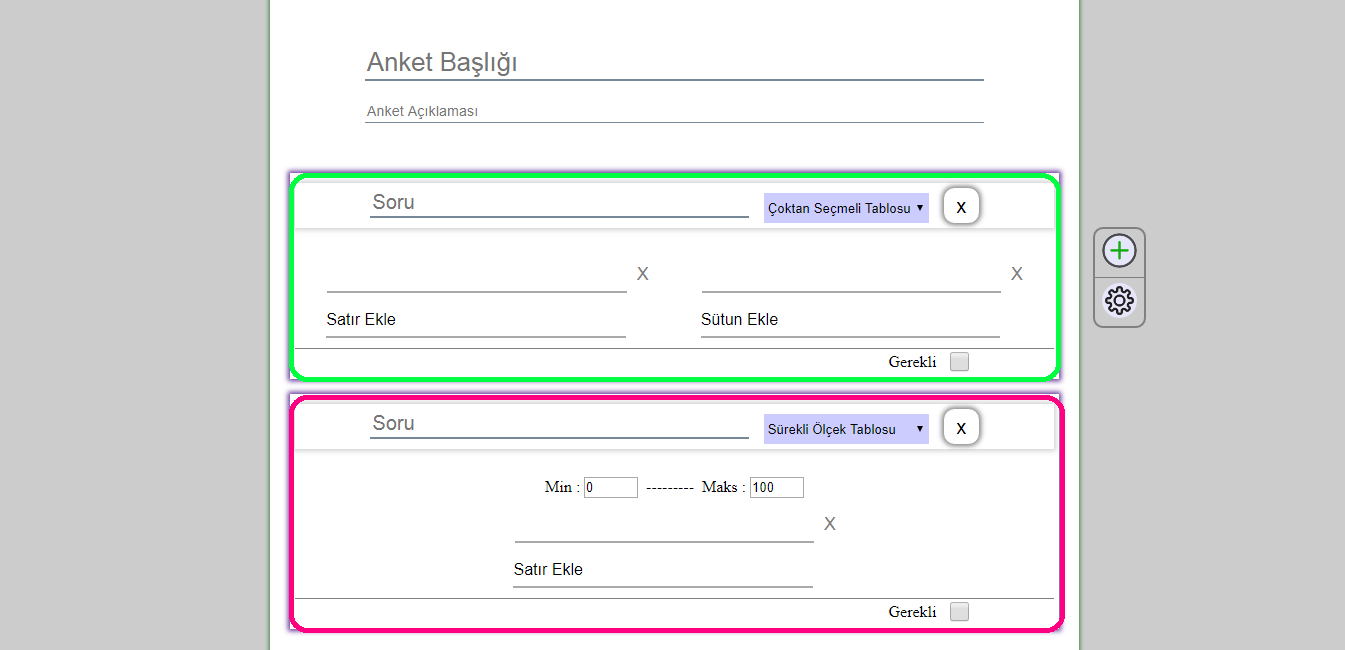 Anket Başlığı
Anket Açıklaması
Soru
Çoktan Seçmeli Tablosu
X
X
X
Satır Ekle
Sütun Ekle
Gerekli
Soru
Sürekli Ölçek Tablosu
X
Min : 0 --------- Maks : 100
X
Satır Ekle
Gerekli